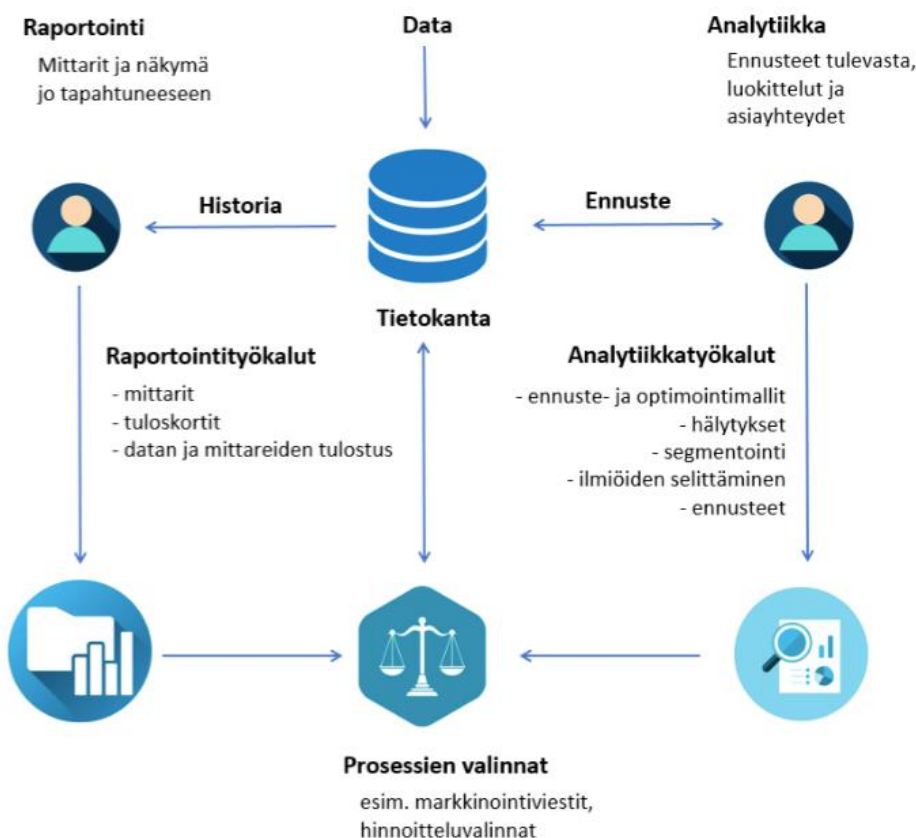 Raportointi
Mittarit ja näkymä
jo tapahtuneeseen
Data
Analytiikka
Ennusteet tulevasta,
luokittelut ja
asiayhteydet
Historia
Ennuste
Tietokanta
Raportointityökalut
- mittarit
- tuloskortit
- datan ja mittareiden tulostus
Analytiikkatyökalut
- ennuste- ja optimointimallit
- hälytykset
- segmentointi
- ilmiöiden selittäminen
- ennusteet
Prosessien valinnat
esim. markkinointiviestit,
hinnoitteluvalinnat